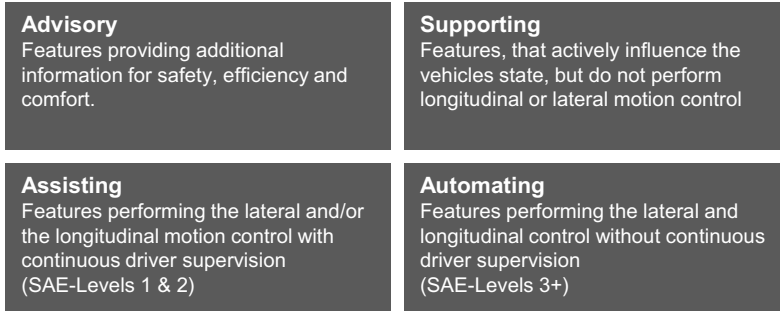 Advisory
Features providing additional
information for safety, efficiency and
comfort.
Supporting
Features, that actively influence the
vehicles state, but do not perform
longitudinal or lateral motion control
Assisting
Features performing the lateral and/or
the longitudinal motion control with
continuous driver supervision
(SAE-Levels 1 & 2)
Automating
Features performing the lateral and
longitudinal control without continuous
driver supervision
(SAE-Levels 3+)